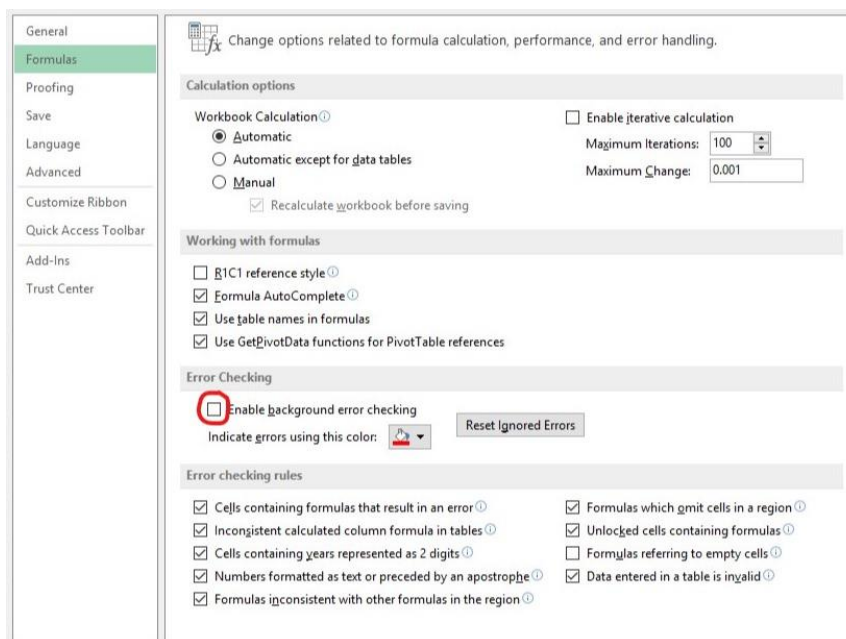 General
Formulas
Proofing
Save
Language
Advanced
Customize Ribbon
Quick Access Toolbar
Add-Ins
Trust Center
Change options related to formula calculation, performance, and error handling.
Calculation options
Workbook Calculation
Automatic
Automatic except for data tables
Manual
Recalculate workbook before saving
Enable iterative calculation
Maximum Iterations: 100
Maximum Change: 0.001
Working with formulas
R1C1 reference style
Formula AutoComplete
Use table names in formulas
Use GetPivotData functions for PivotTable references
Error Checking
Enable background error checking
Indicate errors using this color:
Reset Ignored Errors
Error checking rules
Cells containing formulas that result in an error
Inconsistent calculated column formula in tables
Cells containing years represented as 2 digits
Numbers formatted as text or preceded by an apostrophe
Formulas inconsistent with other formulas in the region
Formulas which omit cells in a region
Unlocked cells containing formulas
Formulas referring to empty cells
Data entered in a table is invalid